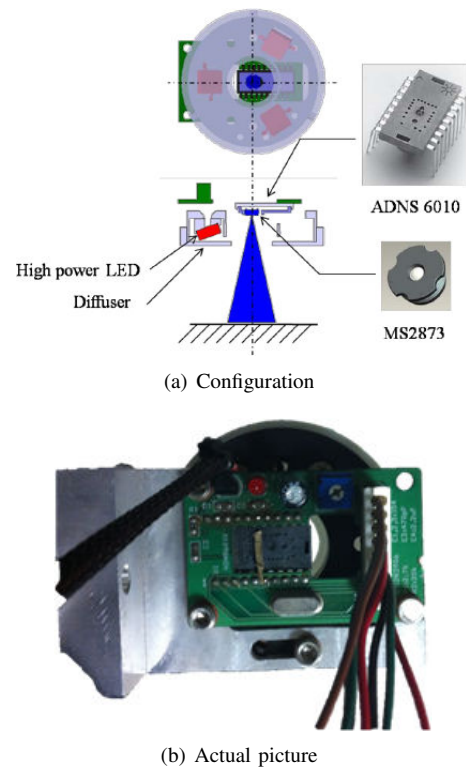 ADNS 6010
High power LED
Diffuser
MS2873
(a) Configuration
(b) Actual picture